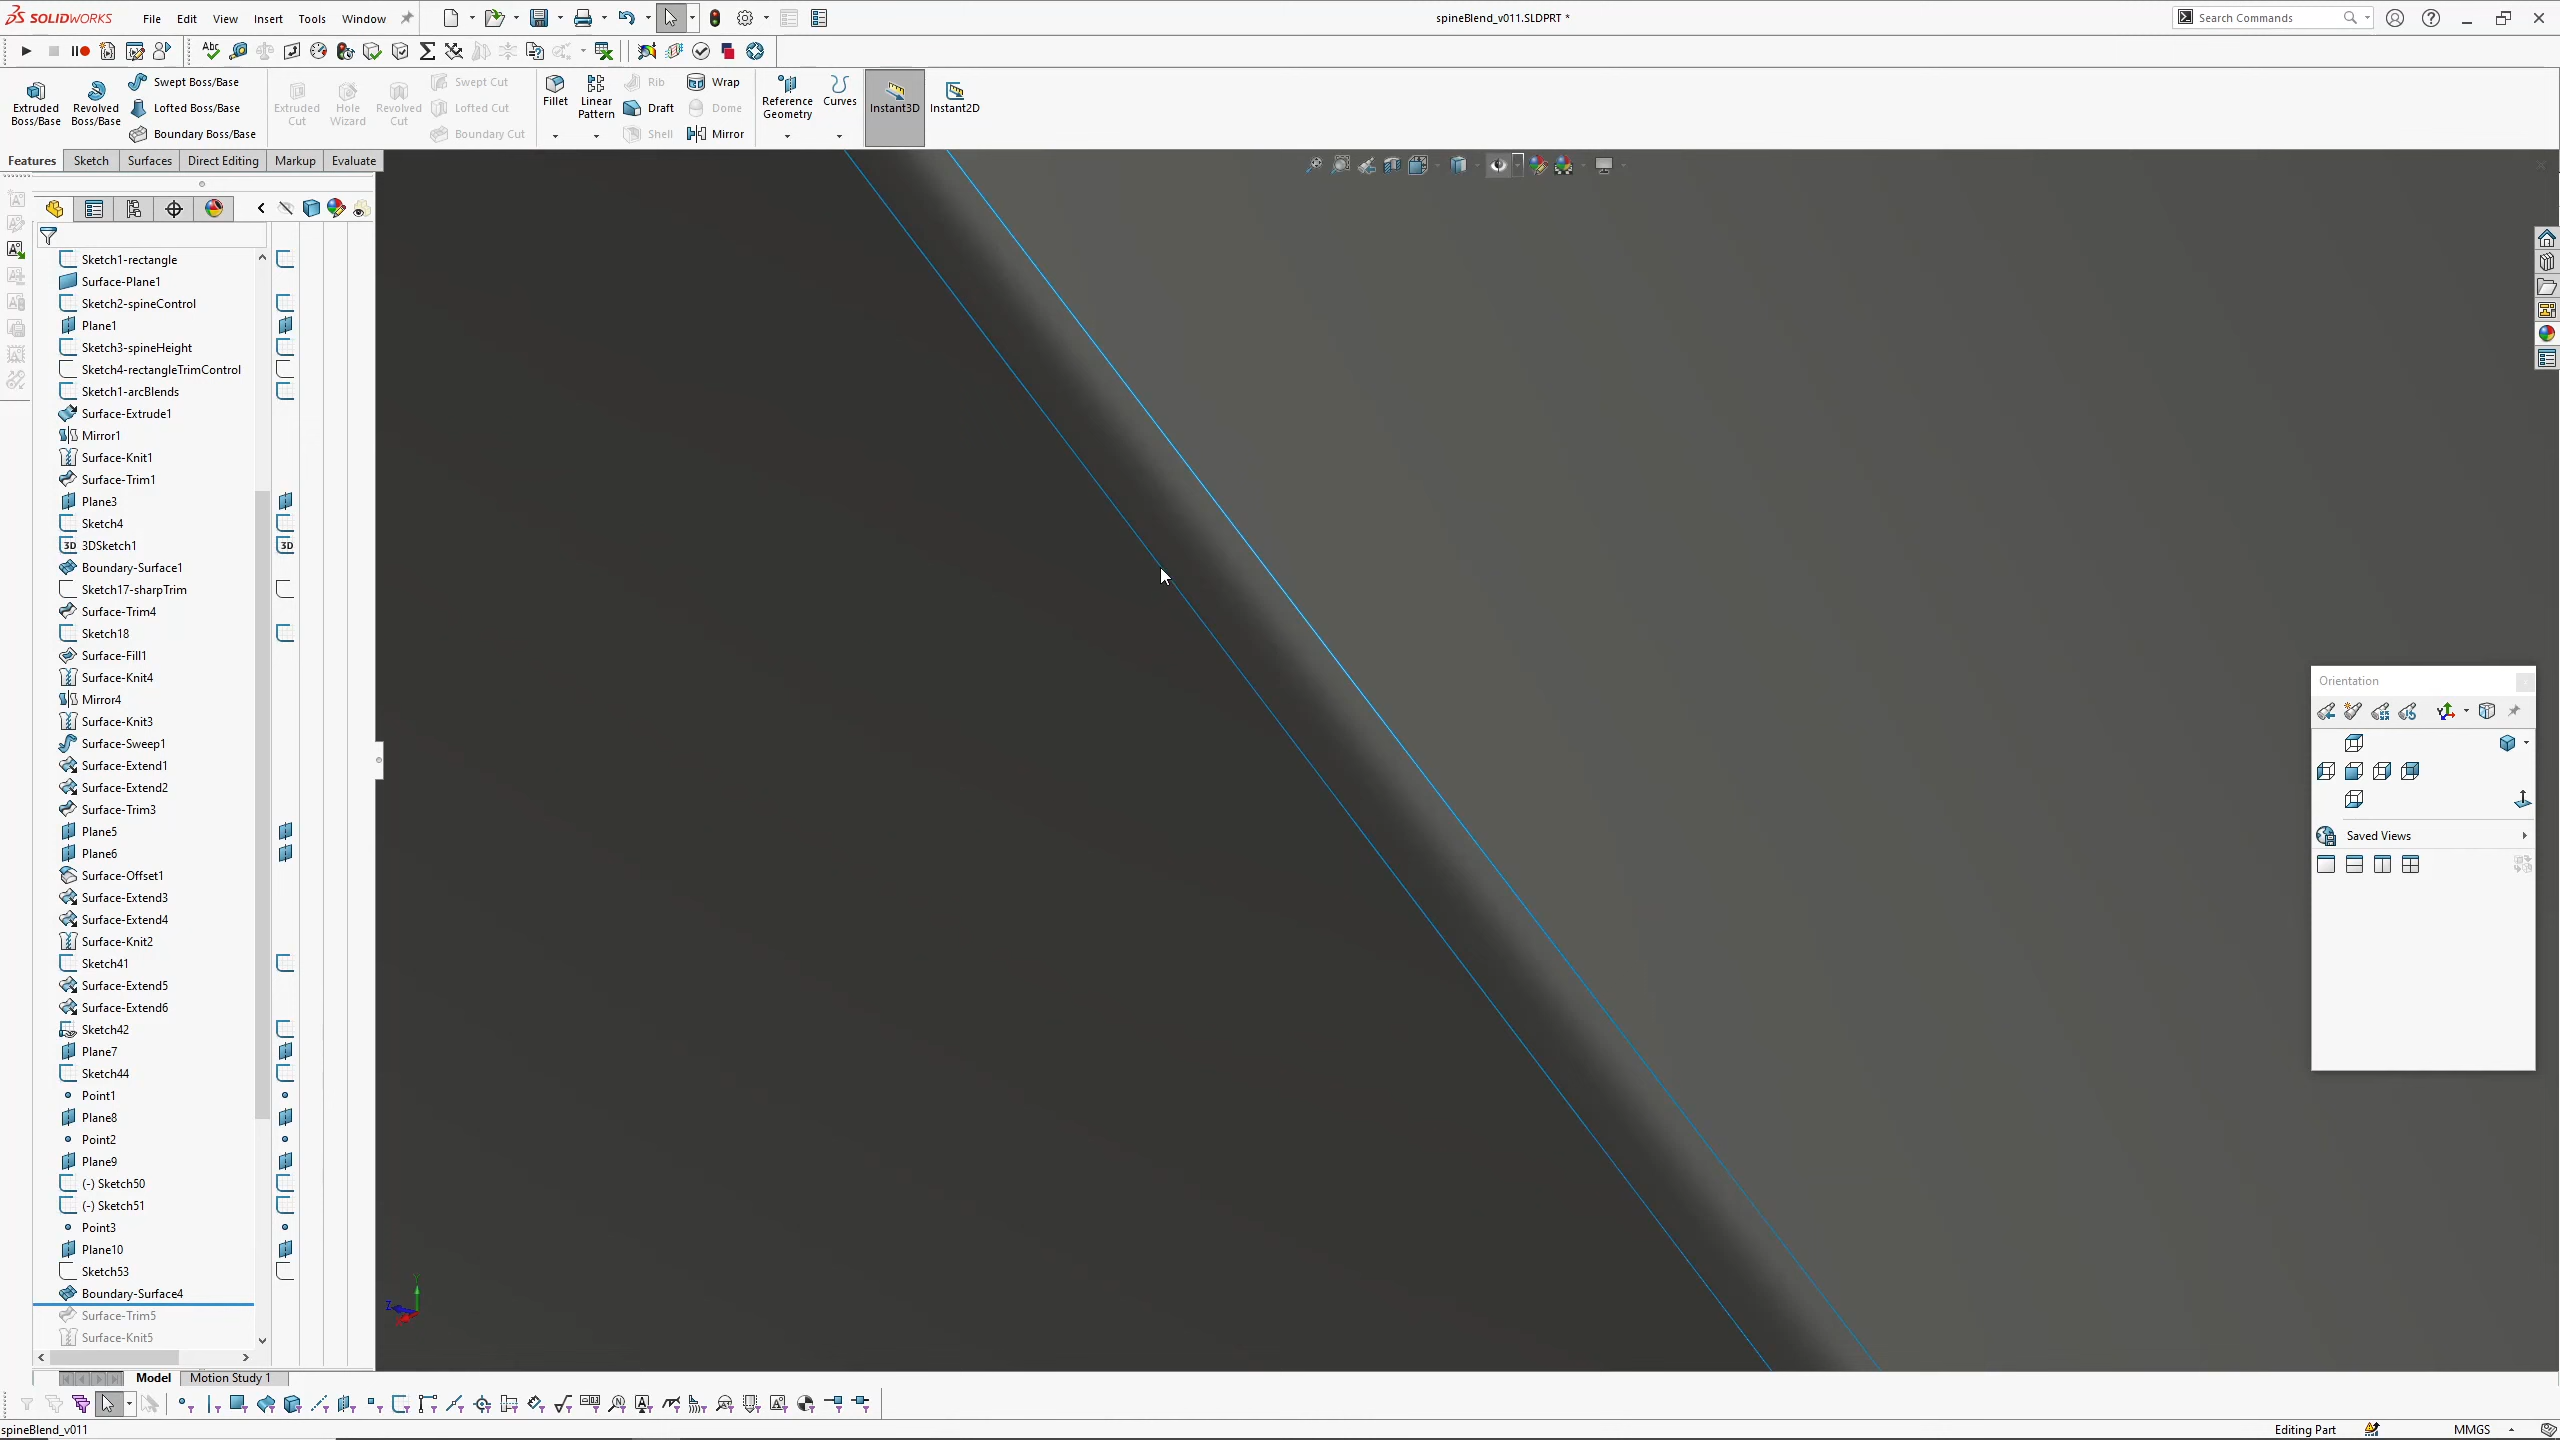 SOLIDWORKS File Edit View Insert Tools Window spineBlend_v011.SLDPRT * Search Commands
Extruded Boss/Base
Revolved Boss/Base
Swept Boss/Base
Lofted Boss/Base
Boundary Boss/Base
Extruded Cut
Hole Wizard
Revolved Cut
Swept Cut
Lofted Cut
Boundary Cut
Fillet
Linear Pattern
Rib
Draft
Shell
Wrap
Dome
Mirror
Reference Geometry
Curves
Instant3D
Instant2D
Features Sketch Surfaces Direct Editing Markup Evaluate
Sketch1-rectangle
Surface-Plane1
Sketch2-spineControl
Plane1
Sketch3-spineHeight
Sketch4-rectangleTrimControl
Sketch1-arcBlends
Surface-Extrude1
Mirror1
Surface-Knit1
Surface-Trim1
Plane3
Sketch4
3D 3DSketch1 3D
Boundary-Surface1
Sketch17-sharpTrim
Surface-Trim4
Sketch18
Surface-Fill1
Surface-Knit4
Mirror4
Surface-Knit3
Surface-Sweep1
Surface-Extend1
Surface-Extend2
Surface-Trim3
Plane5
Plane6
Surface-Offset1
Surface-Extend3
Surface-Extend4
Surface-Knit2
Sketch41
Surface-Extend5
Surface-Extend6
Sketch42
Plane7
Sketch44
Point1
Plane8
Point2
Plane9
(-) Sketch50
(-) Sketch51
Point3
Plane10
Sketch53
Boundary-Surface4
Surface-Trim5
Surface-Knit5
Orientation
Saved Views
Y
Z
Model Motion Study 1
spineBlend_v011 Editing Part MMGS